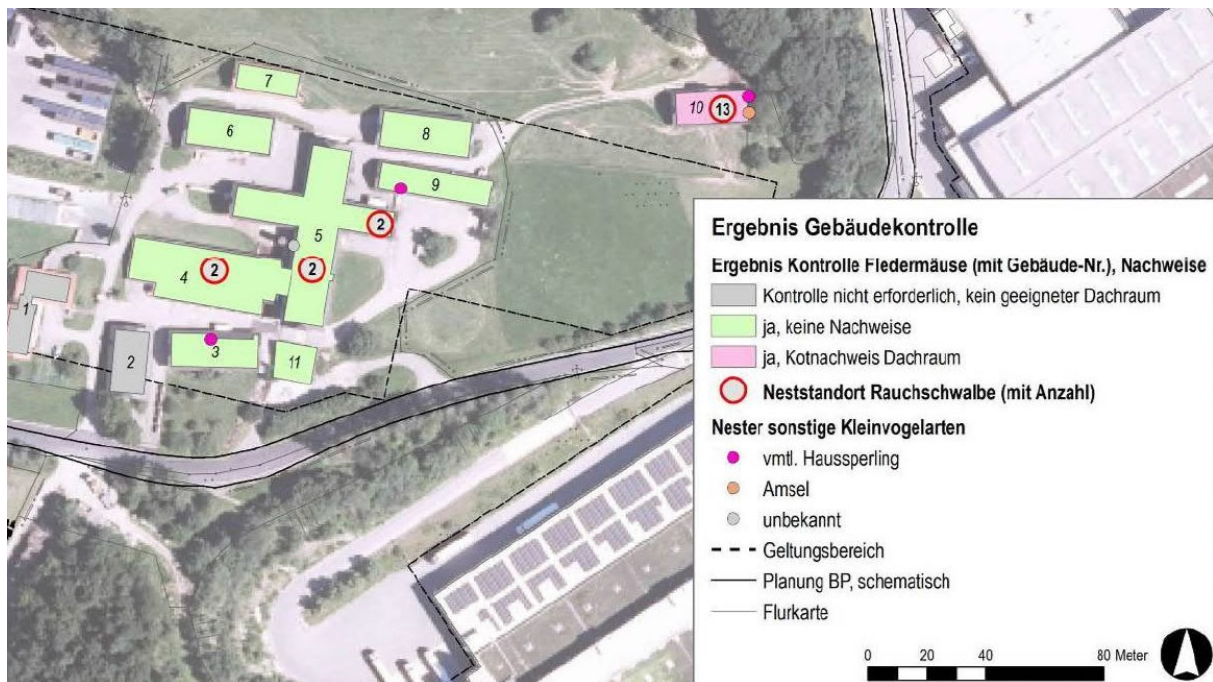 7
10
13
6
8
9
2
5
4
2
2
1
2
3
11
Ergebnis Gebäudekontrolle
Ergebnis Kontrolle Fledermäuse (mit Gebäude-Nr.), Nachweise
Kontrolle nicht erforderlich, kein geeigneter Dachraum
ja, keine Nachweise
ja, Kotnachweis Dachraum
Neststandort Rauchschwalbe (mit Anzahl)
Nester sonstige Kleinvogelarten
vmtl. Haussperling
Amsel
unbekannt
Geltungsbereich
Planung BP, schematisch
Flurkarte
0 20 40 80 Meter